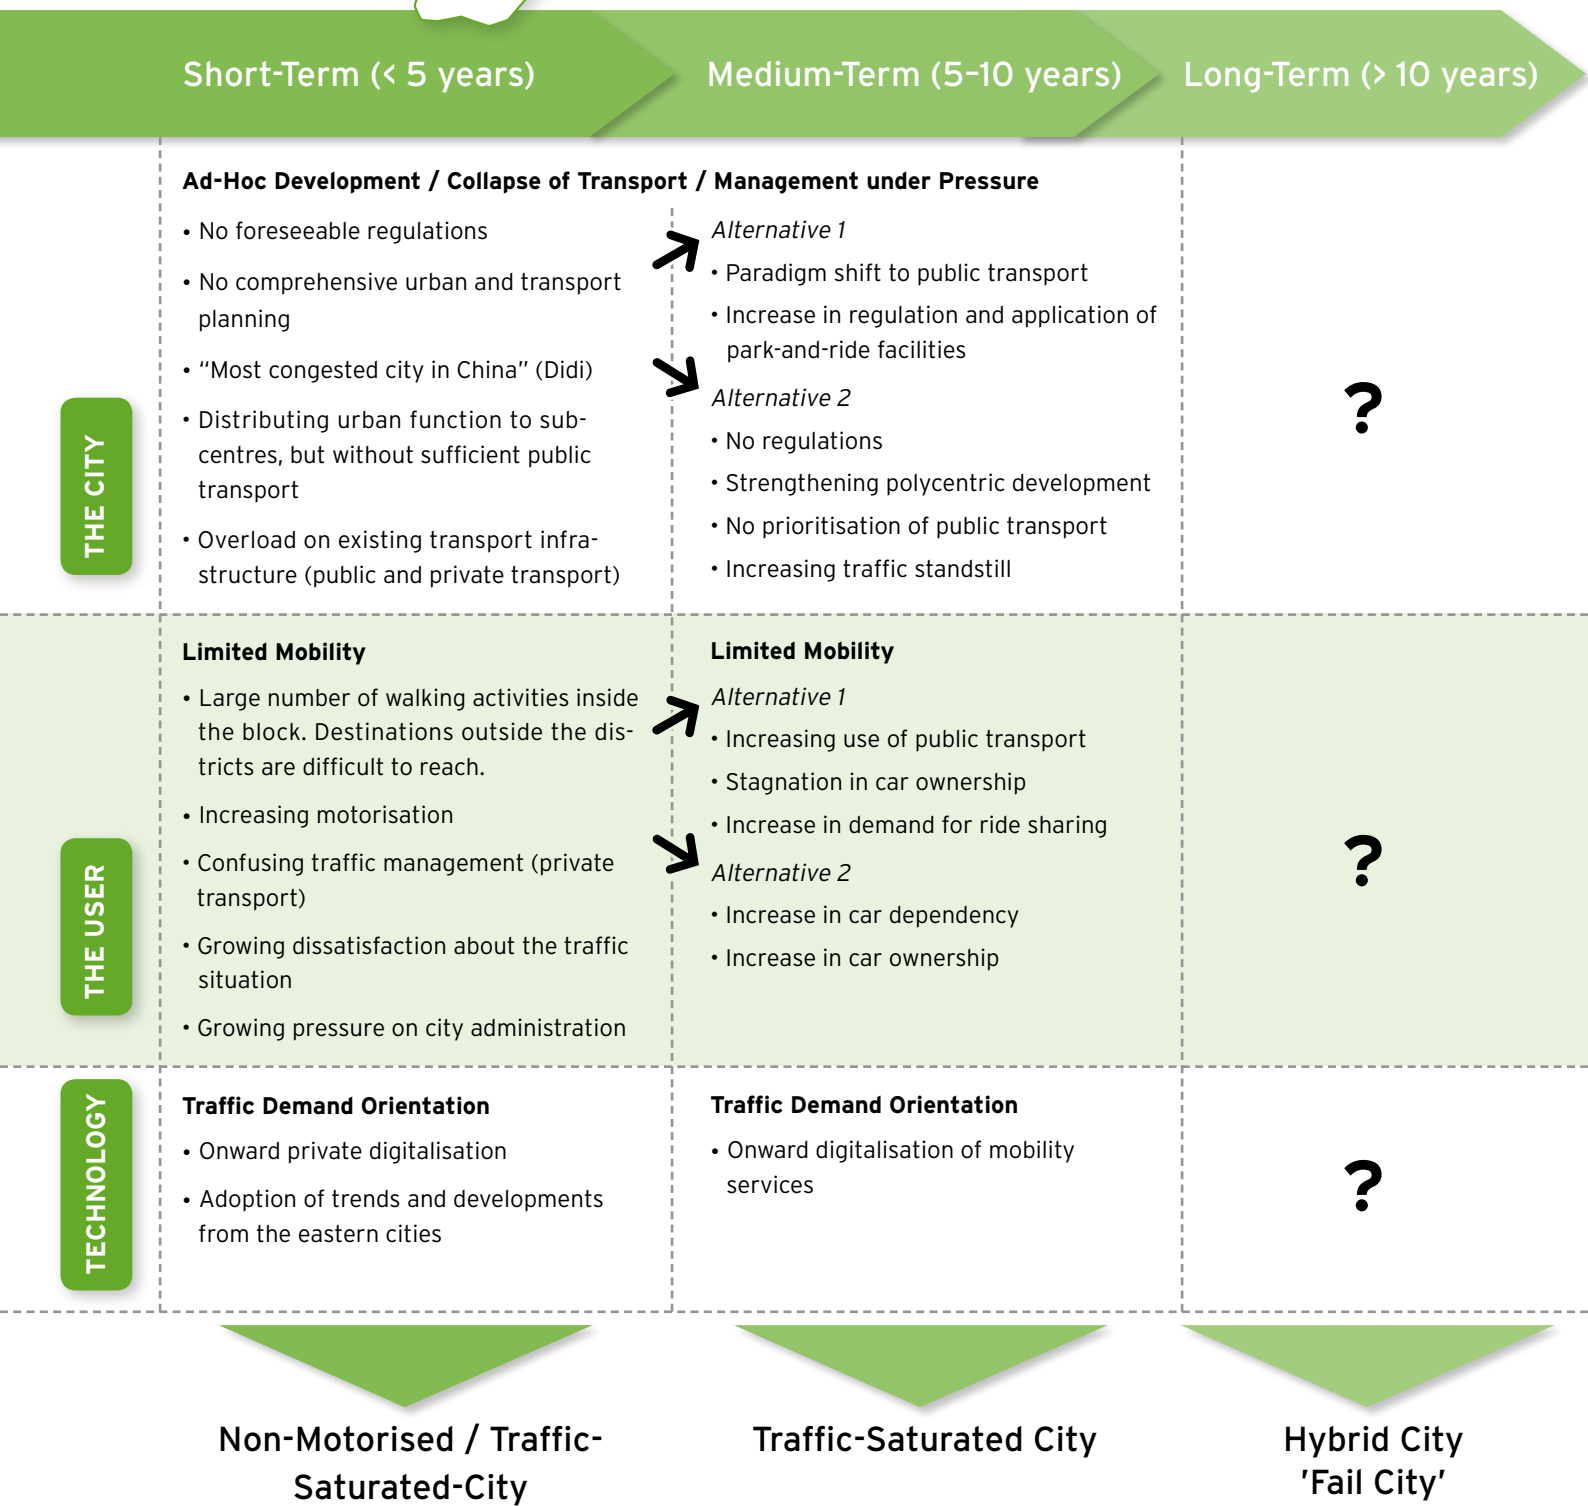 Short-Term (< 5 years)
Medium-Term (5–10 years)
Long-Term (> 10 years)
THE CITY
Ad-Hoc Development / Collapse of Transport / Management under Pressure
• No foreseeable regulations
• No comprehensive urban and transport
planning
• “Most congested city in China” (Didi)
• Distributing urban function to sub-
centres, but without sufficient public
transport
• Overload on existing transport infra-
structure (public and private transport)
Alternative 1
• Paradigm shift to public transport
• Increase in regulation and application of
park-and-ride facilities
Alternative 2
• No regulations
• Strengthening polycentric development
• No prioritisation of public transport
• Increasing traffic standstill
?
THE USER
Limited Mobility
• Large number of walking activities inside
the block. Destinations outside the dis-
tricts are difficult to reach.
• Increasing motorisation
• Confusing traffic management (private
transport)
• Growing dissatisfaction about the traffic
situation
• Growing pressure on city administration
Limited Mobility
Alternative 1
• Increasing use of public transport
• Stagnation in car ownership
• Increase in demand for ride sharing
Alternative 2
• Increase in car dependency
• Increase in car ownership
?
TECHNOLOGY
Traffic Demand Orientation
• Onward private digitalisation
• Adoption of trends and developments
from the eastern cities
Traffic Demand Orientation
• Onward digitalisation of mobility
services
?
Non-Motorised / Traffic-
Saturated-City
Traffic-Saturated City
Hybrid City
'Fail City'